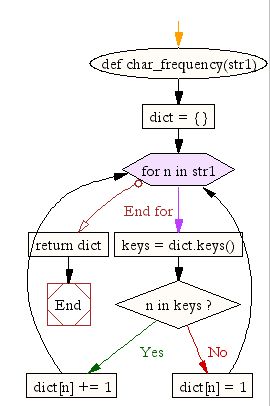 def char_frequency(str1)
dict = {}
for n in str1
End for
return dict
keys = dict.keys()
End
n in keys ?
Yes
No
dict[n] += 1
dict[n] = 1